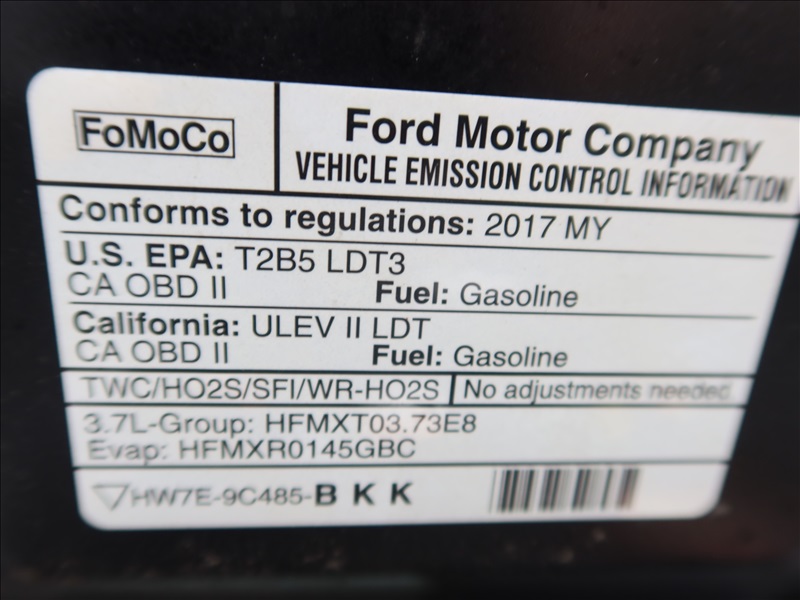 FoMoCo
Ford Motor Company
VEHICLE EMISSION CONTROL INFORMATION
Conforms to regulations: 2017 MY
U.S. EPA: T2B5 LDT3
CA OBD II Fuel: Gasoline
California: ULEV II LDT
CA OBD II Fuel: Gasoline
TWC/HO2S/SFI/WR-HO2S No adjustments needed.
3.7L-Group: HFMXT03.73E8
Evap: HFMXR0145GBC
HW7E-9C485-B K K